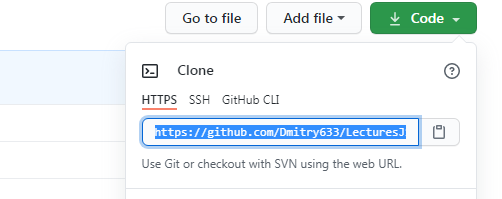 Go to file Add file Code
Clone
HTTPS SSH GitHub CLI
https://github.com/Dmitry633/LecturesJ
Use Git or checkout with SVN using the web URL.